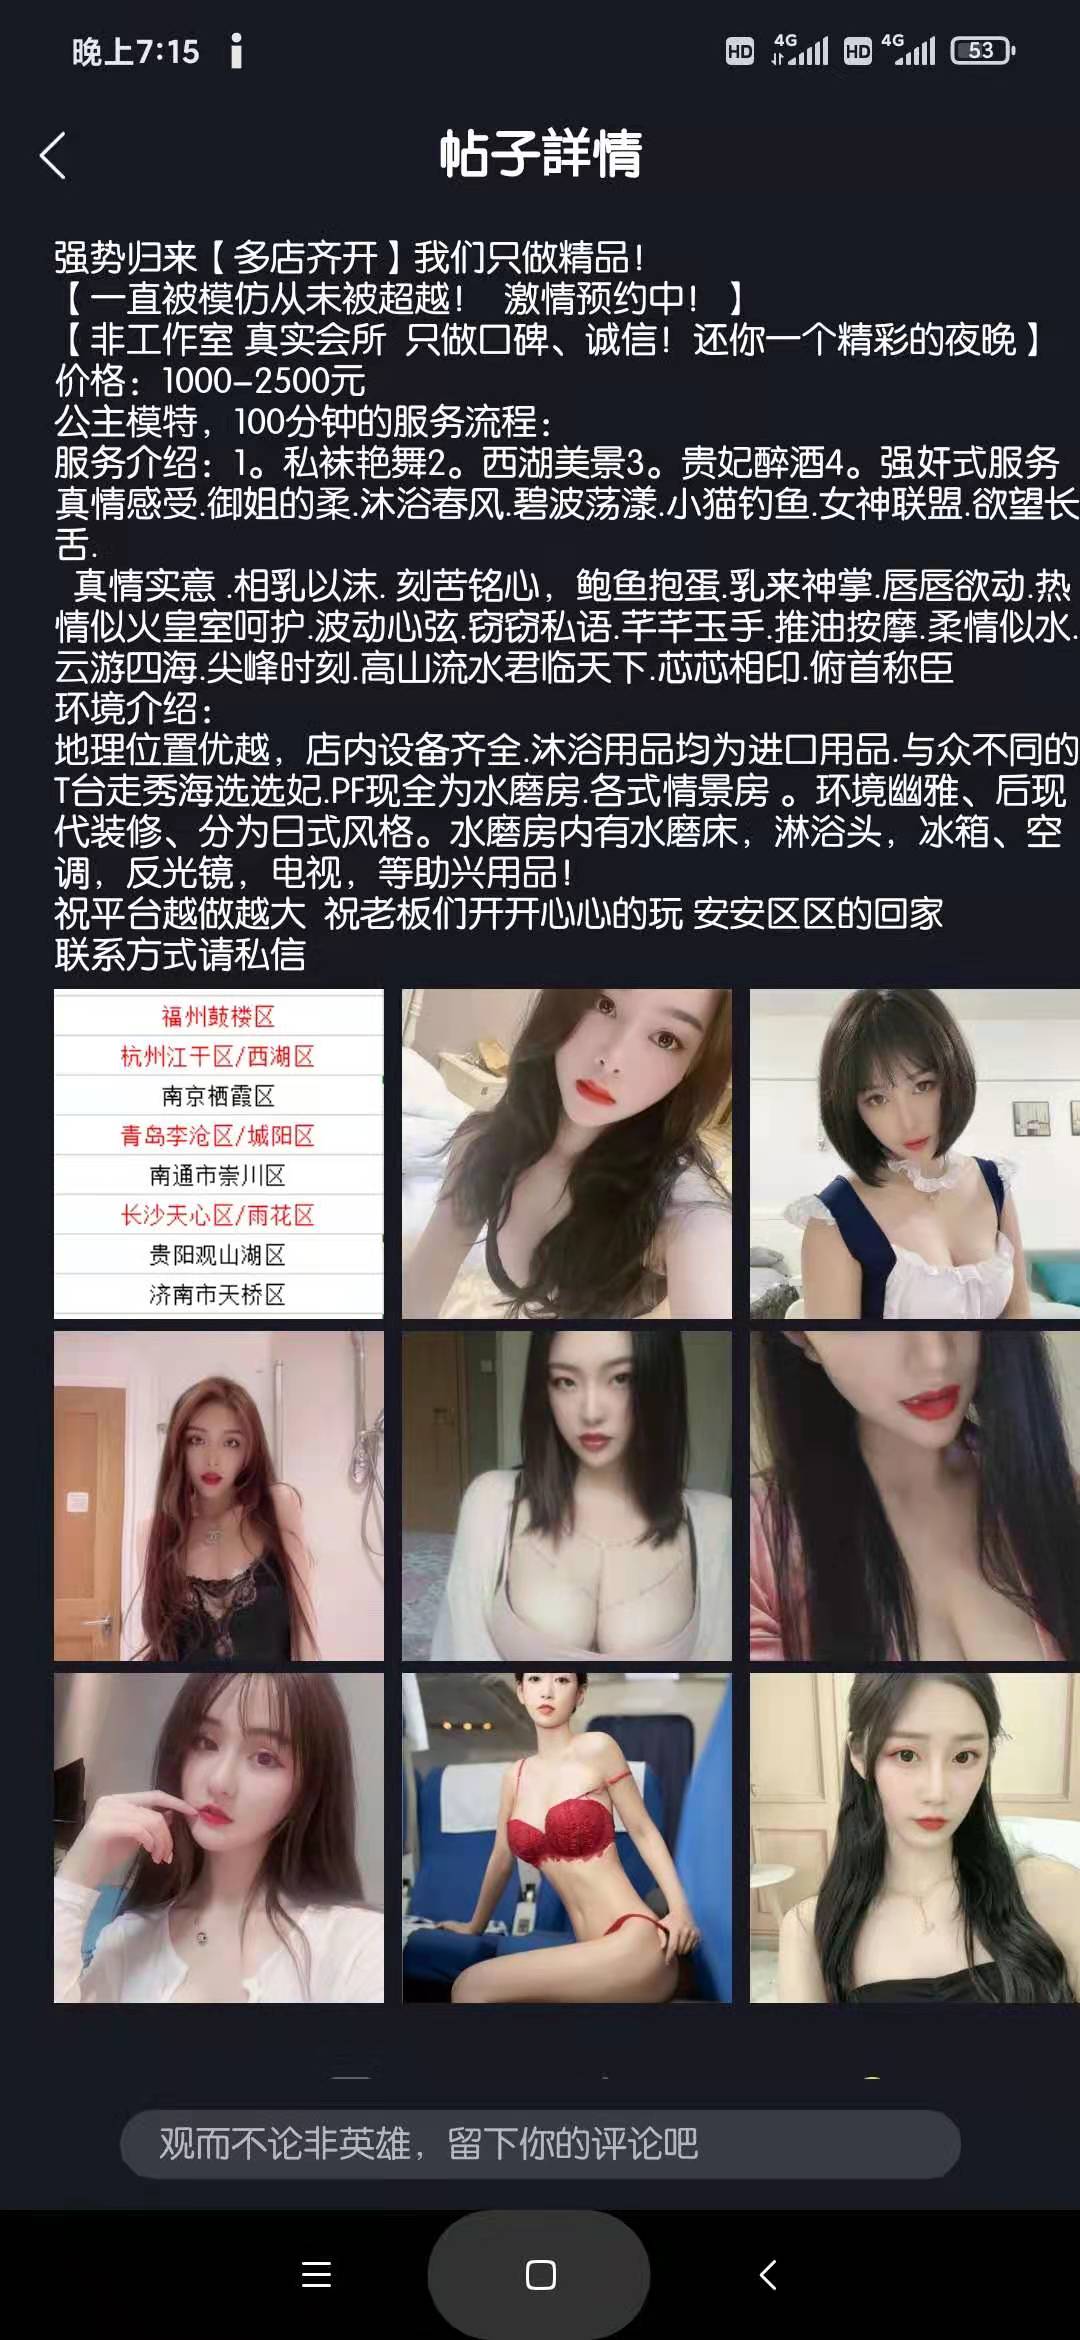 晚上7:15
HD 4G HD 4G 53
帖子詳情
强势归来【多店齐开】我们只做精品！
【一直被模仿从未被超越！ 激情预约中！】
【非工作室 真实会所 只做口碑、诚信！还你一个精彩的夜晚】
价格：1000-2500元
公主模特，100分钟的服务流程：
服务介绍：1。私袜艳舞2。西湖美景3。贵妃醉酒4。强奸式服务
真情感受.御姐的柔.沐浴春风.碧波荡漾.小猫钓鱼.女神联盟.欲望长
舌.
真情实意 .相乳以沫. 刻苦铭心，鲍鱼抱蛋.乳来神掌.唇唇欲动.热
情似火皇室呵护.波动心弦.窃窃私语.芊芊玉手.推油按摩.柔情似水.
云游四海.尖峰时刻.高山流水君临天下.芯芯相印.俯首称臣
环境介绍：
地理位置优越，店内设备齐全.沐浴用品均为进口用品.与众不同的
T台走秀海选选妃.PF现全为水磨房.各式情景房 。环境幽雅、后现
代装修、分为日式风格。水磨房内有水磨床，淋浴头，冰箱、空
调，反光镜，电视，等助兴用品！
祝平台越做越大 祝老板们开开心心的玩 安安区区的回家
联系方式请私信
福州鼓楼区
杭州江干区/西湖区
南京栖霞区
青岛李沧区/城阳区
南通市崇川区
长沙天心区/雨花区
贵阳观山湖区
济南市天桥区
观而不论非英雄，留下你的评论吧